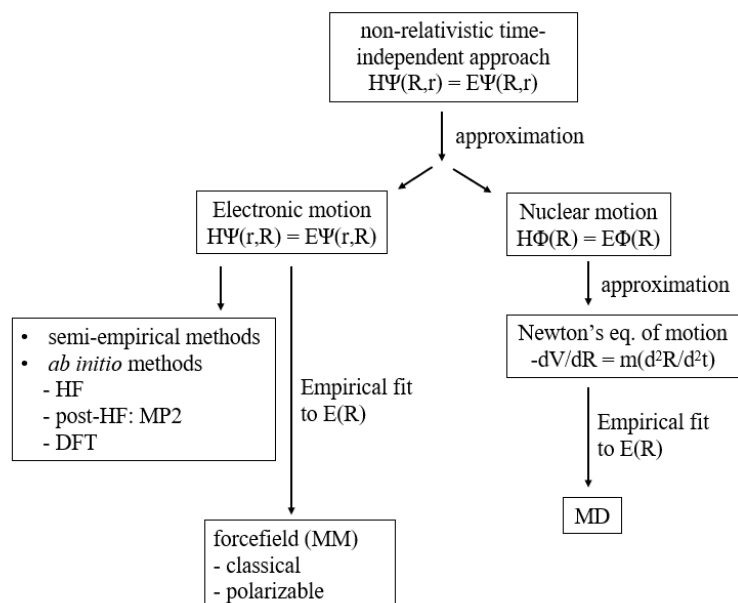 non-relativistic time-
independent approach
HΨ(R,r) = EΨ(R,r)
approximation
Electronic motion
HΨ(r,R) = EΨ(r,R)
Nuclear motion
HΦ(R) = EΦ(R)
approximation
• semi-empirical methods
• ab initio methods
- HF
- post-HF: MP2
- DFT
Empirical fit
to E(R)
Newton’s eq. of motion
-dV/dR = m(d²R/d²t)
Empirical fit
to E(R)
MD
forcefield (MM)
- classical
- polarizable